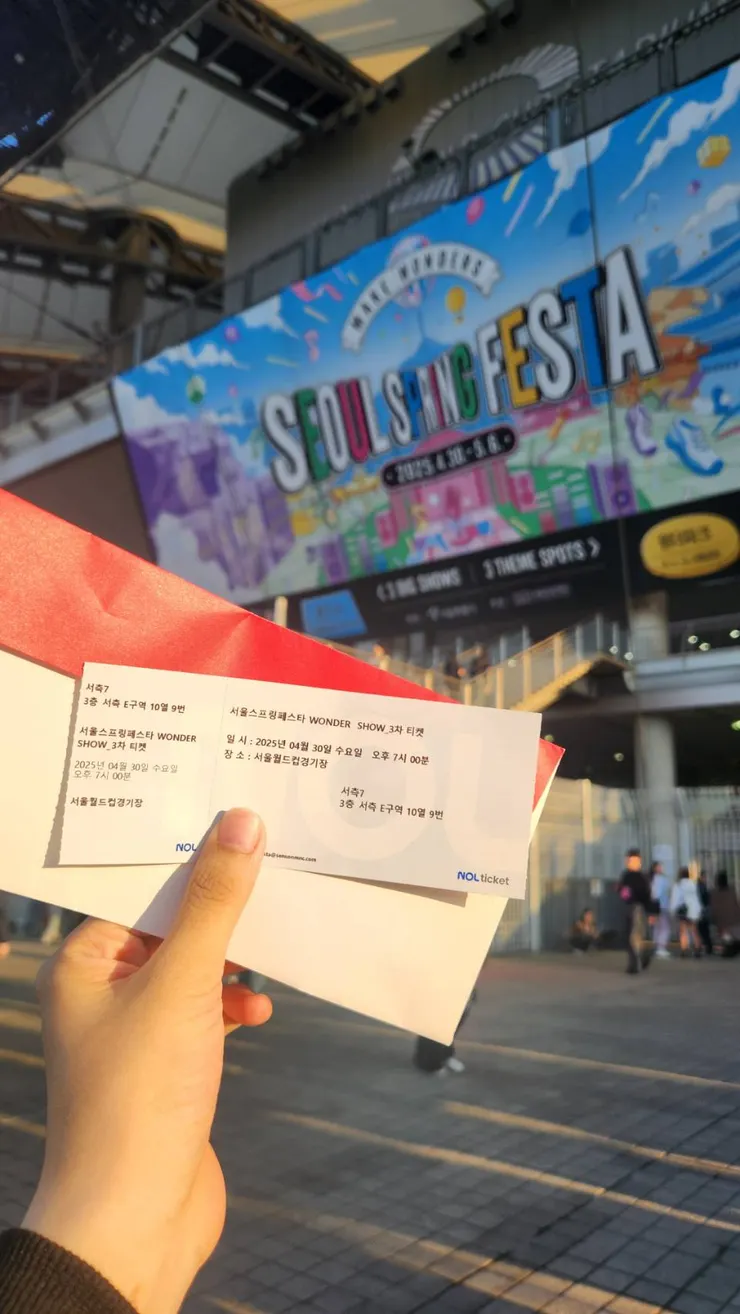 MAKE WONDERS
SEOUL SPRING FESTA
2025.4.30.-5.6.
3 BIG SHOWS | 3 THEME SPOTS
서측7
3층 서측 E구역 10열 9번
서울스프링페스타 WONDER
SHOW_3차 티켓
2025년 04월 30일 수요일
오후 7시 00분
서울월드컵경기장
NOL
서울스프링페스타 WONDER SHOW_3차 티켓
일 시 : 2025년 04월 30일 수요일 오후 7시 00분
장 소 : 서울월드컵경기장
서측7
3층 서측 E구역 10열 9번
NOL ticket